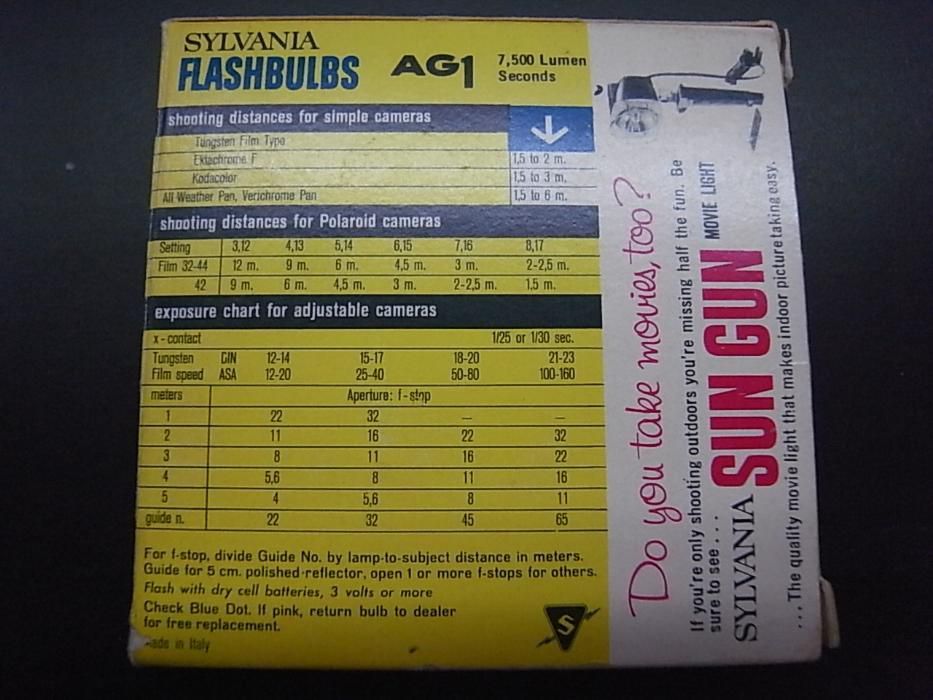 SYLVANIA
FLASHBULBS AG1 7,500 Lumen Seconds
shooting distances for simple cameras
Tungsten Film Type
Ektachrome F 1,5 to 2 m.
Kodacolor 1,5 to 3 m.
All Weather Pan, Verichrome Pan 1,5 to 6 m.
shooting distances for Polaroid cameras
Setting 3,12 4,13 5,14 6,15 7,16 8,17
Film 32-44 12 m. 9 m. 6 m. 4,5 m. 3 m. 2-2,5 m.
42 9 m. 6 m. 4,5 m. 3 m. 2-2,5 m. 1,5 m.
exposure chart for adjustable cameras
x-contact 1/25 or 1/30 sec.
Tungsten DIN 12-14 15-17 18-20 21-23
Film speed ASA 12-20 25-40 50-80 100-160
meters Aperture: f-stop
1 22 32 — —
2 11 16 22 32
3 8 11 16 22
4 5,6 8 11 16
5 4 5,6 8 11
guide n. 22 32 45 65
For f-stop, divide Guide No. by lamp-to-subject distance in meters.
Guide for 5 cm. polished-reflector, open 1 or more f-stops for others.
Flash with dry cell batteries, 3 volts or more
Check Blue Dot. If pink, return bulb to dealer
for free replacement.
Made in Italy
S
Do you take movies, too?
If you're only shooting outdoors you're missing half the fun. Be
sure to see...
SYLVANIA SUN GUN MOVIE LIGHT
...The quality movie light that makes indoor picture taking easy.